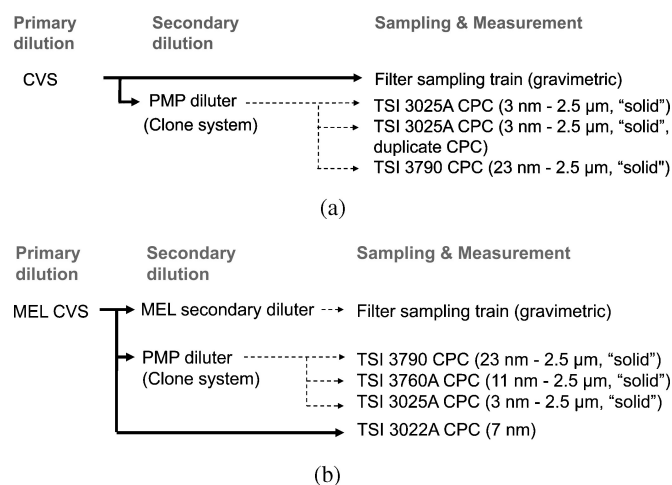 Primary dilution
Secondary dilution
Sampling & Measurement
CVS
Filter sampling train (gravimetric)
PMP diluter
(Clone system)
TSI 3025A CPC (3 nm - 2.5 µm, “solid”)
TSI 3025A CPC (3 nm - 2.5 µm, “solid”,
duplicate CPC)
TSI 3790 CPC (23 nm - 2.5 µm, “solid")
(a)
Primary dilution
Secondary dilution
Sampling & Measurement
MEL CVS
MEL secondary diluter
Filter sampling train (gravimetric)
PMP diluter
(Clone system)
TSI 3790 CPC (23 nm - 2.5 µm, “solid”)
TSI 3760A CPC (11 nm - 2.5 µm, “solid”)
TSI 3025A CPC (3 nm - 2.5 µm, “solid”)
TSI 3022A CPC (7 nm)
(b)